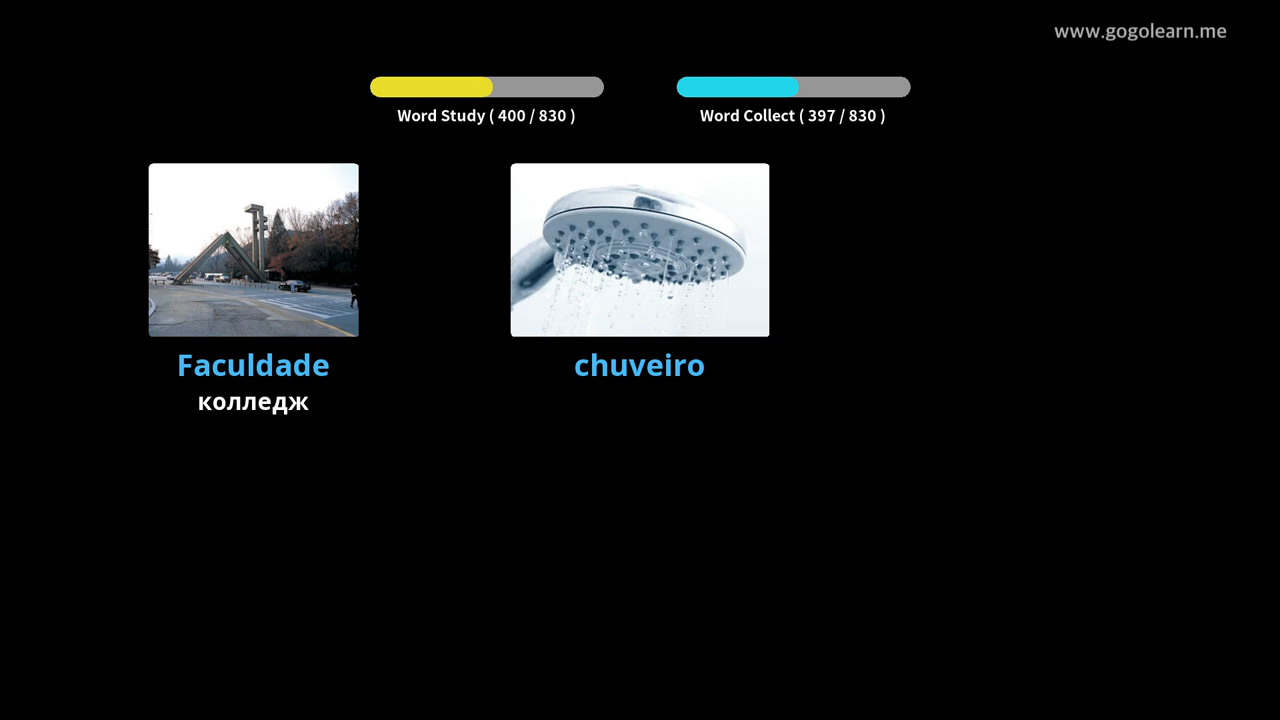 www.gogolearn.me
Word Study ( 400 / 830 )
Word Collect ( 397 / 830 )
Faculdade
колледж
chuveiro